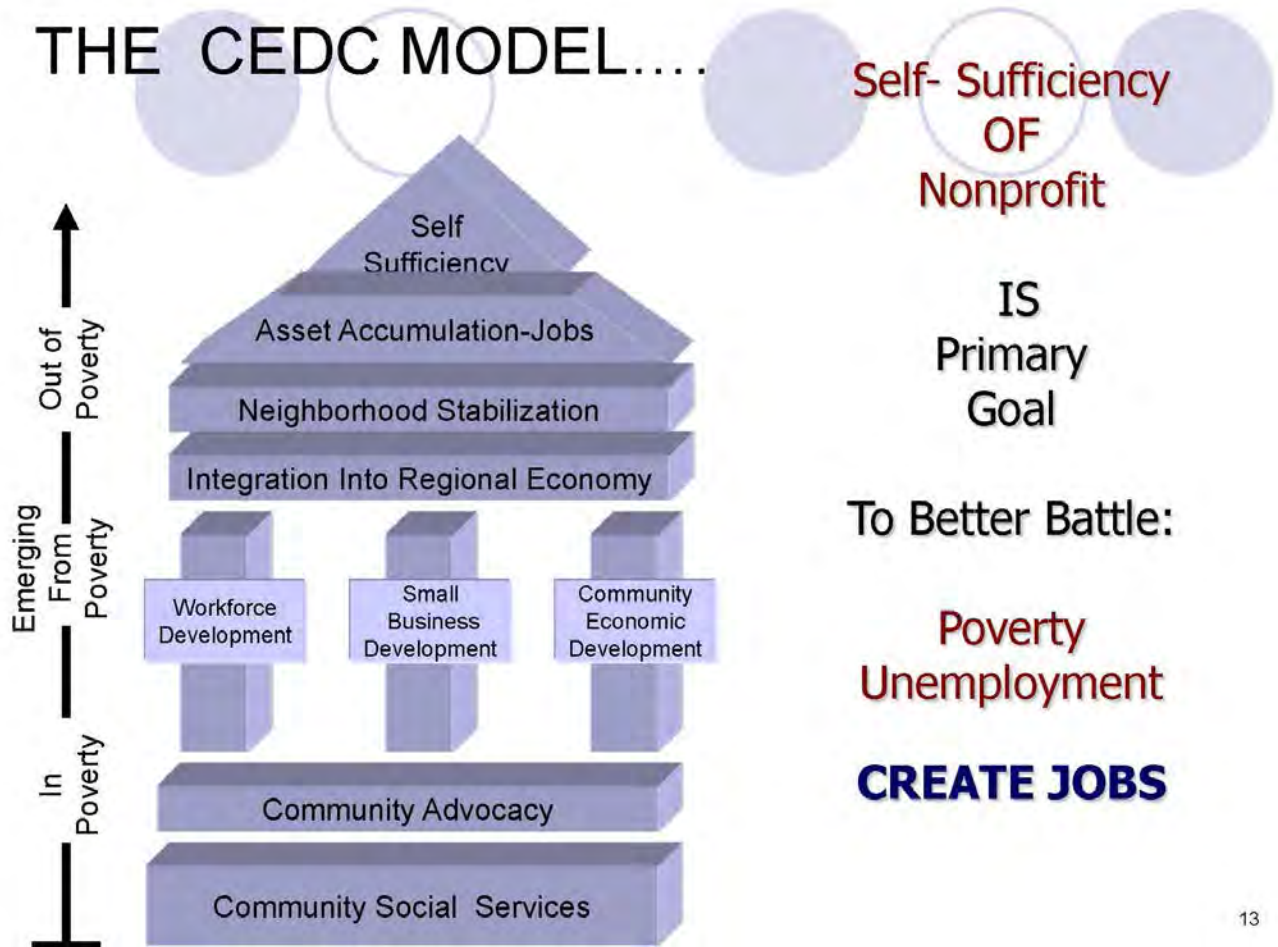 THE CEDC MODEL....
Self- Sufficiency
OF
Nonprofit
IS
Primary
Goal
To Better Battle:
Poverty
Unemployment
CREATE JOBS
Out of
Poverty
Emerging
From
Poverty
In
Poverty
Self
Sufficiency
Asset Accumulation-Jobs
Neighborhood Stabilization
Integration Into Regional Economy
Workforce
Development
Small
Business
Development
Community
Economic
Development
Community Advocacy
Community Social Services
13